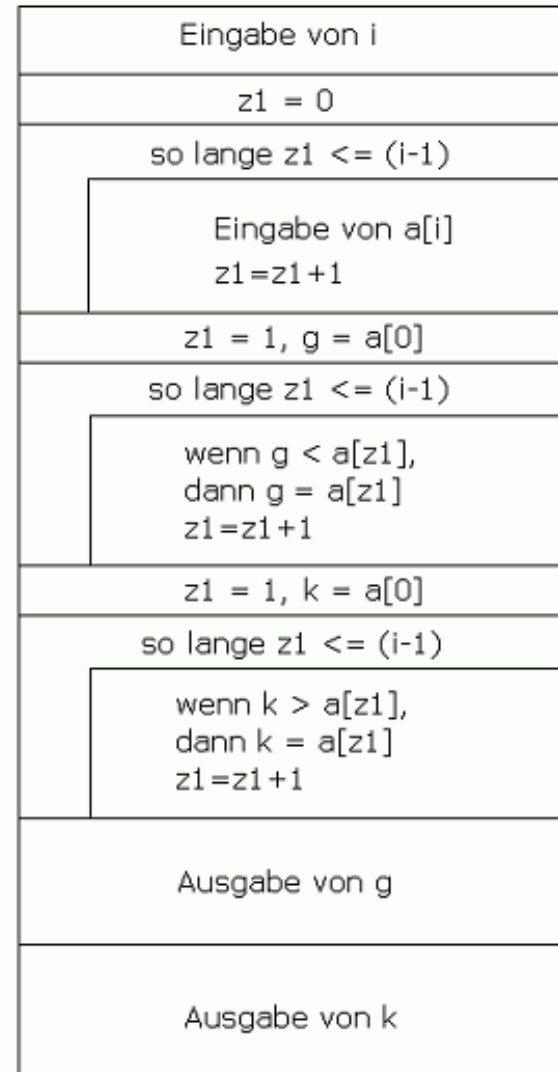 Eingabe von i
z1 = 0
so lange z1 <= (i-1)
Eingabe von a[i]
z1=z1+1
z1 = 1, g = a[0]
so lange z1 <= (i-1)
wenn g < a[z1],
dann g = a[z1]
z1=z1+1
z1 = 1, k = a[0]
so lange z1 <= (i-1)
wenn k > a[z1],
dann k = a[z1]
z1=z1+1
Ausgabe von g
Ausgabe von k